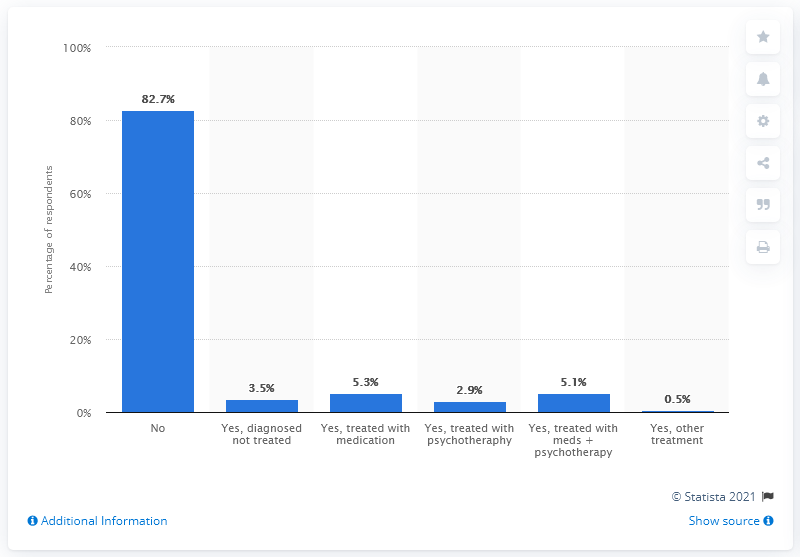 100%
80%
60%
40%
20%
0%
Percentage of respondents
82.7%
3.5%
5.3%
2.9%
5.1%
0.5%
No
Yes, diagnosed
not treated
Yes, treated with
medication
Yes, treated with
psychotheraphy
Yes, treated with
meds +
psychotherapy
Yes, other
treatment
© Statista 2021
Additional Information
Show source